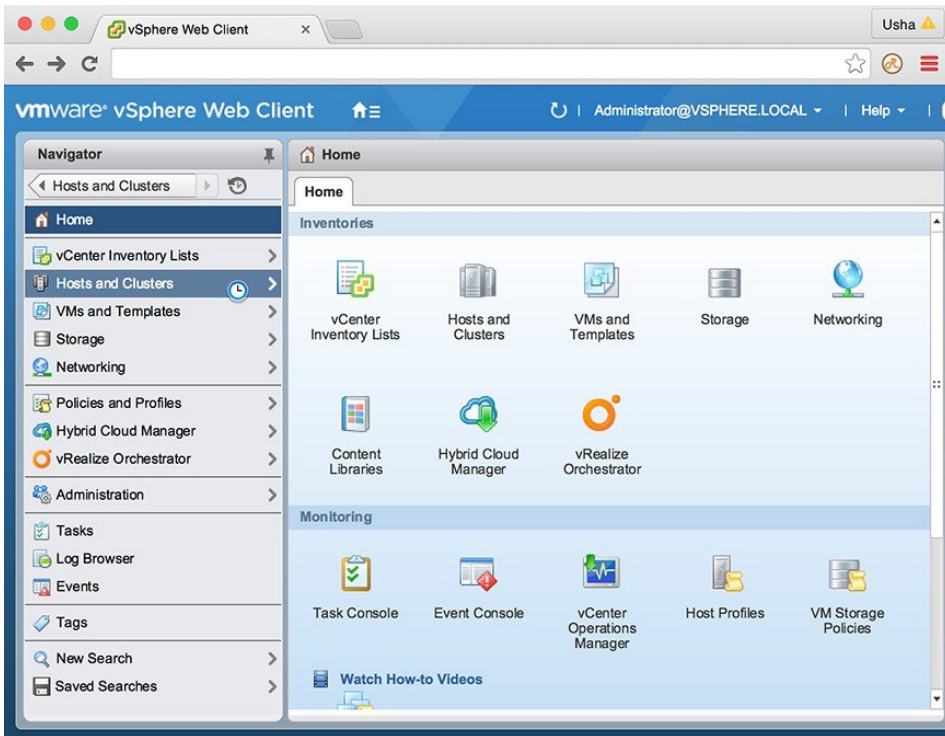 vSphere Web Client
Usha
vmware® vSphere Web Client
Administrator@VSPHERE.LOCAL
Help
Navigator
Hosts and Clusters
Home
vCenter Inventory Lists
Hosts and Clusters
VMs and Templates
Storage
Networking
Policies and Profiles
Hybrid Cloud Manager
vRealize Orchestrator
Administration
Tasks
Log Browser
Events
Tags
New Search
Saved Searches
Home
Home
Inventories
vCenter
Inventory Lists
Hosts and
Clusters
VMs and
Templates
Storage
Networking
Content
Libraries
Hybrid Cloud
Manager
vRealize
Orchestrator
Monitoring
Task Console
Event Console
vCenter
Operations
Manager
Host Profiles
VM Storage
Policies
Watch How-to Videos